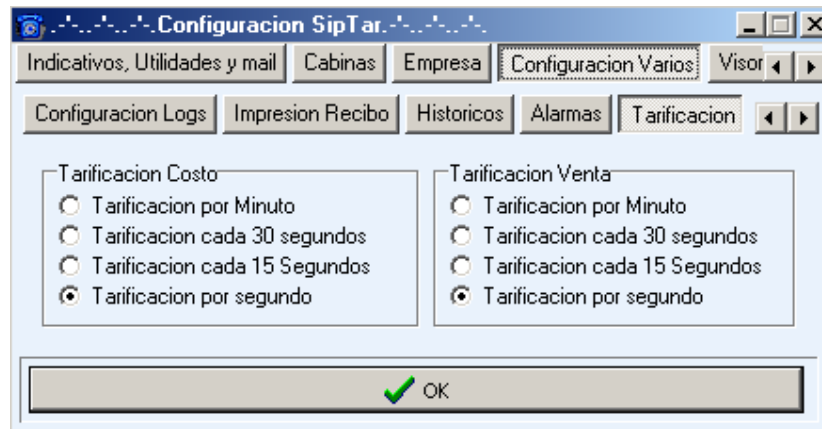 .-'-..-'-..-'-.Configuracion SipTar.-'-..-'-..-'-.
Indicativos, Utilidades y mail Cabinas Empresa Configuracion Varios Visor
Configuración Logs Impresion Recibo Historicos Alarmas Tarificacion
Tarificacion Costo Tarificacion Venta
Tarificacion por Minuto Tarificacion por Minuto
Tarificacion cada 30 segundos Tarificacion cada 30 segundos
Tarificacion cada 15 Segundos Tarificacion cada 15 Segundos
Tarificacion por segundo Tarificacion por segundo
OK